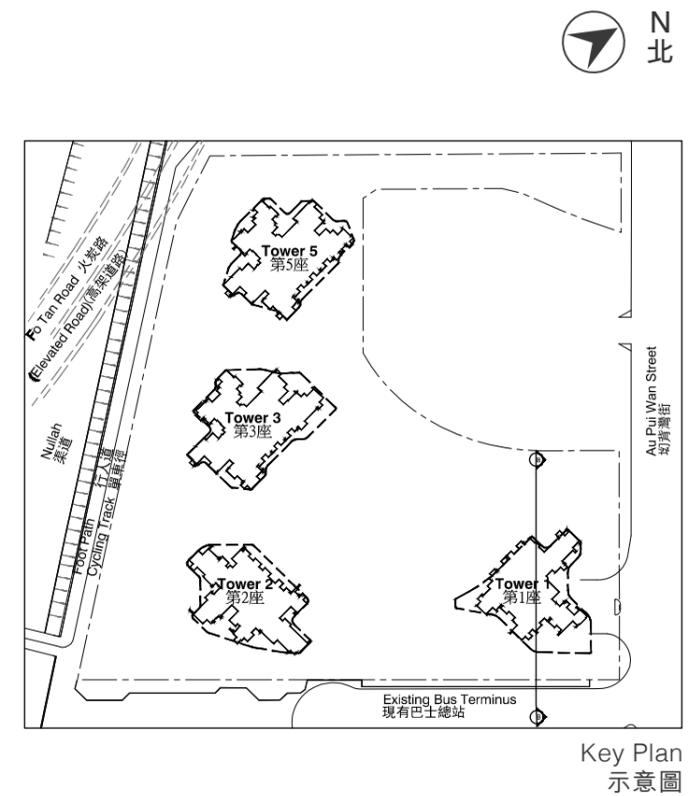 N
北
Tower 5
第5座
Fo Tan Road 火炭路
(Elevated Road)(高架道路)
Tower 3
第3座
Au Pui Wan Street
坳背灣街
Nullah
渠道
Foot Path
行人道
Cycling Track
單車徑
B
Tower 2
第2座
Tower 1
第1座
Existing Bus Terminus
現有巴士總站
B
Key Plan
示意圖